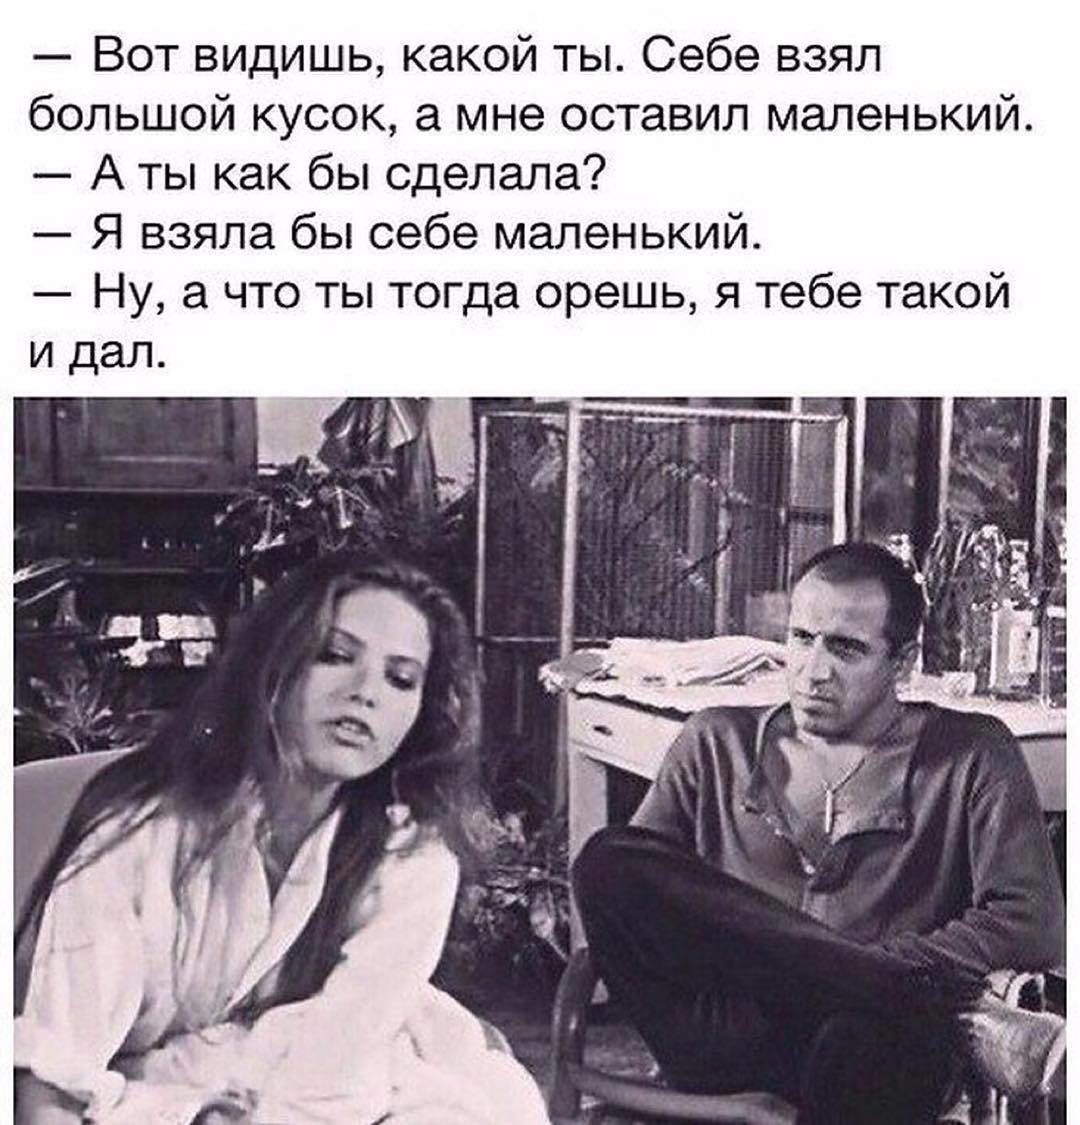 — Вот видишь, какой ты. Себе взял
большой кусок, а мне оставил маленький.
— А ты как бы сделала?
— Я взяла бы себе маленький.
— Ну, а что ты тогда орешь, я тебе такой
и дал.